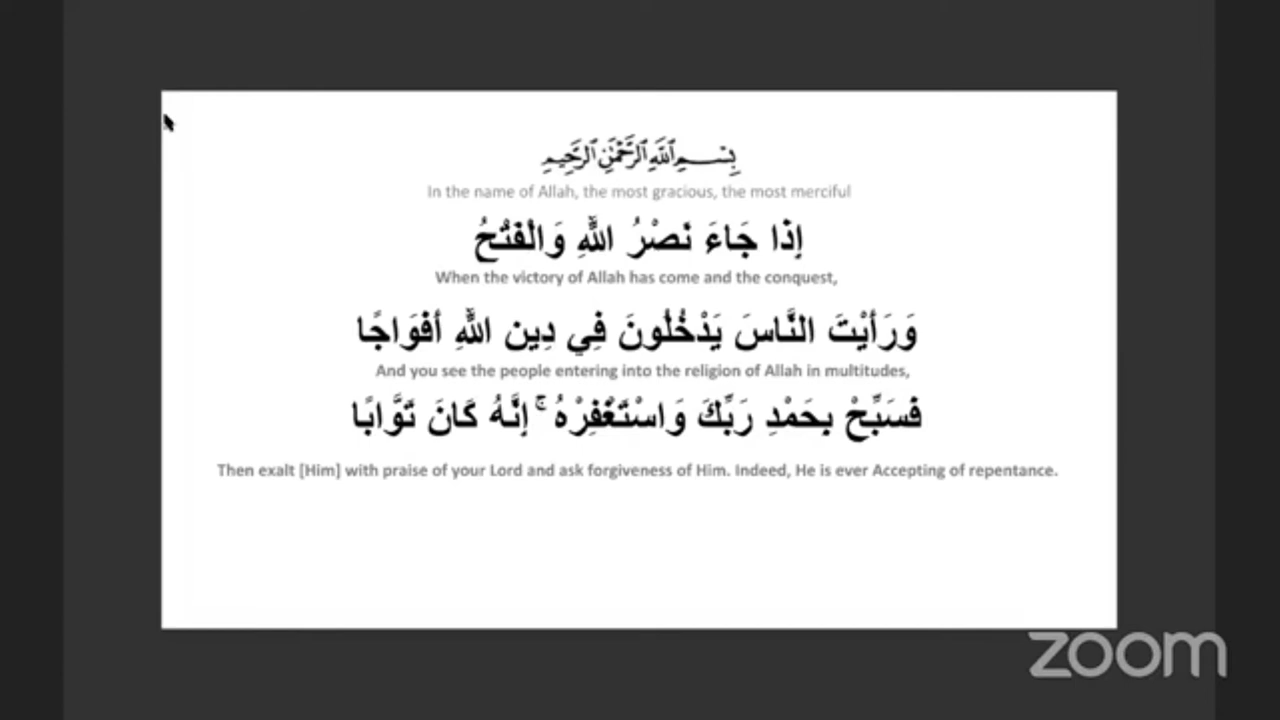 بِسْمِ اللَّهِ الرَّحْمَٰنِ الرَّحِيمِ
In the name of Allah, the most gracious, the most merciful
إِذَا جَاءَ نَصْرُ اللَّهِ وَالْفَتْحُ
When the victory of Allah has come and the conquest,
وَرَأَيْتَ النَّاسَ يَدْخُلُونَ فِي دِينِ اللَّهِ أَفْوَاجًا
And you see the people entering into the religion of Allah in multitudes,
فَسَبِّحْ بِحَمْدِ رَبِّكَ وَاسْتَغْفِرْهُ ۚ إِنَّهُ كَانَ تَوَّابًا
Then exalt [Him] with praise of your Lord and ask forgiveness of Him. Indeed, He is ever Accepting of repentance.
zoom